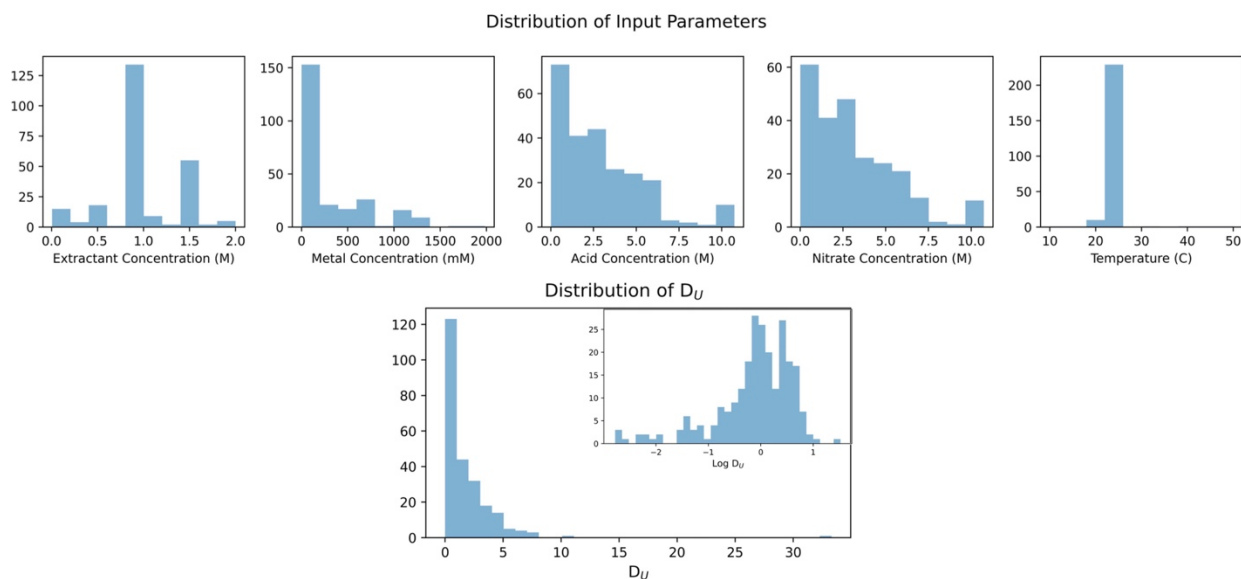 Distribution of Input Parameters
125
100
75
50
25
0
0.0 0.5 1.0 1.5 2.0
Extractant Concentration (M)
150
100
50
0
0 500 1000 1500 2000
Metal Concentration (mM)
60
40
20
0
0.0 2.5 5.0 7.5 10.0
Acid Concentration (M)
60
40
20
0
0.0 2.5 5.0 7.5 10.0
Nitrate Concentration (M)
200
150
100
50
0
10 20 30 40 50
Temperature (C)
Distribution of D_U
120
100
80
60
40
20
0
0 5 10 15 20 25 30
D_U
25
20
15
10
5
0
−2 −1 0 1
Log D_U